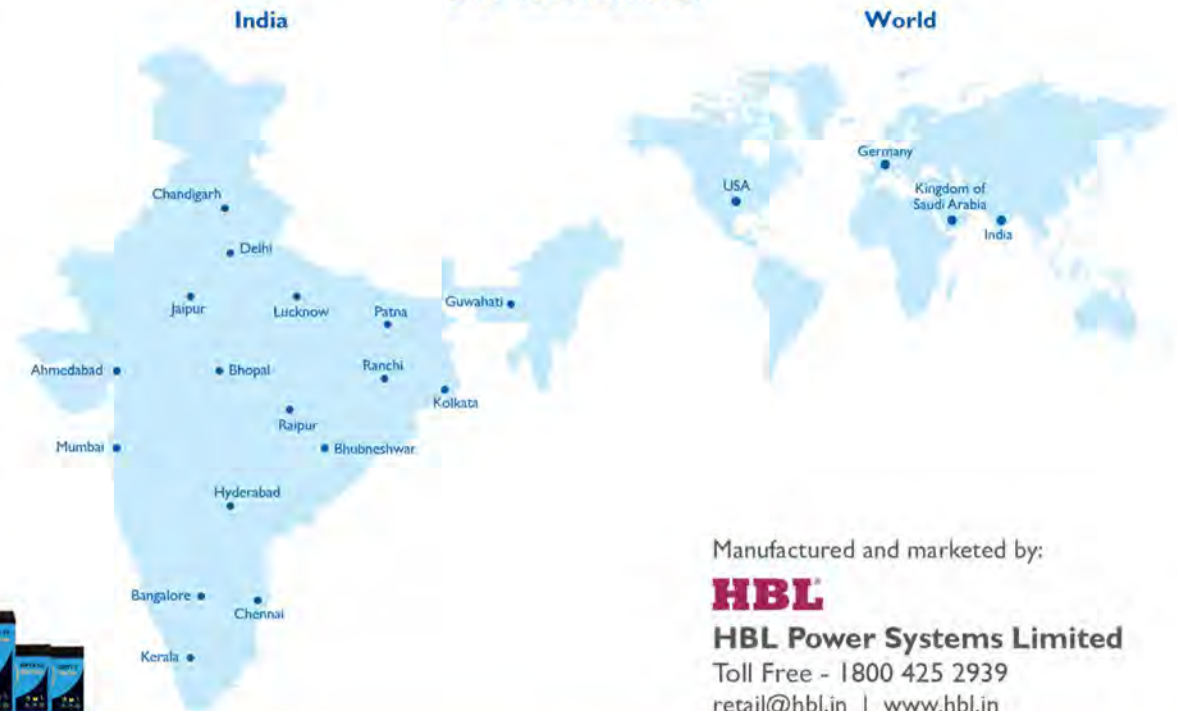 India
World
Chandigarh
Delhi
Jaipur
Lucknow
Patna
Guwahati
Ahmedabad
Bhopal
Ranchi
Kolkata
Raipur
Mumbai
Bhubneshwar
Hyderabad
Bangalore
Chennai
Kerala
Germany
USA
Kingdom of
Saudi Arabia
India
Manufactured and marketed by:
HBL
HBL Power Systems Limited
Toll Free - 1800 425 2939
retail@hbl.in | www.hbl.in